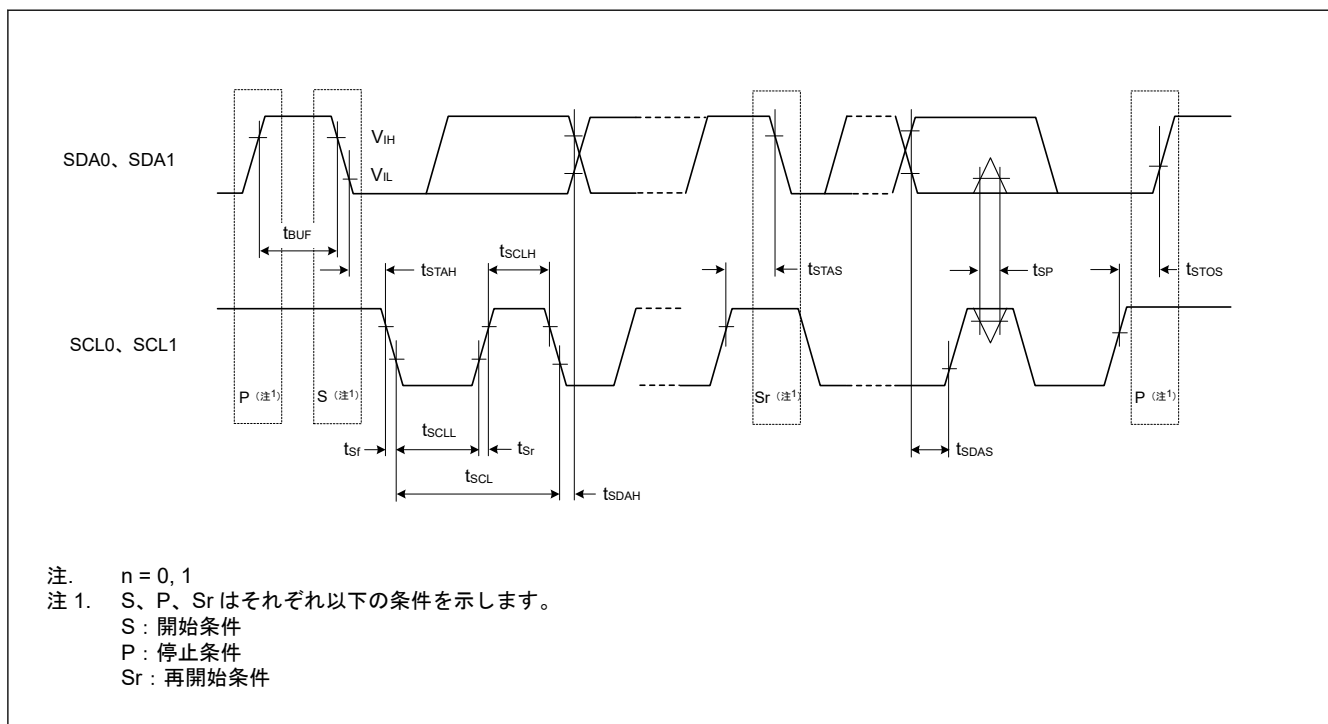 SDA0、SDA1
VIH
VIL
tBUF
tSTAH
tSCLH
tSTAS
tSP
tSTOS
SCL0、SCL1
P（注1）
S（注1）
Sr（注1）
P（注1）
tSf
tSCLL
tSr
tSDAS
tSCL
tSDAH
注. n = 0, 1
注 1. S、P、Sr はそれぞれ以下の条件を示します。
S：開始条件
P：停止条件
Sr：再開始条件